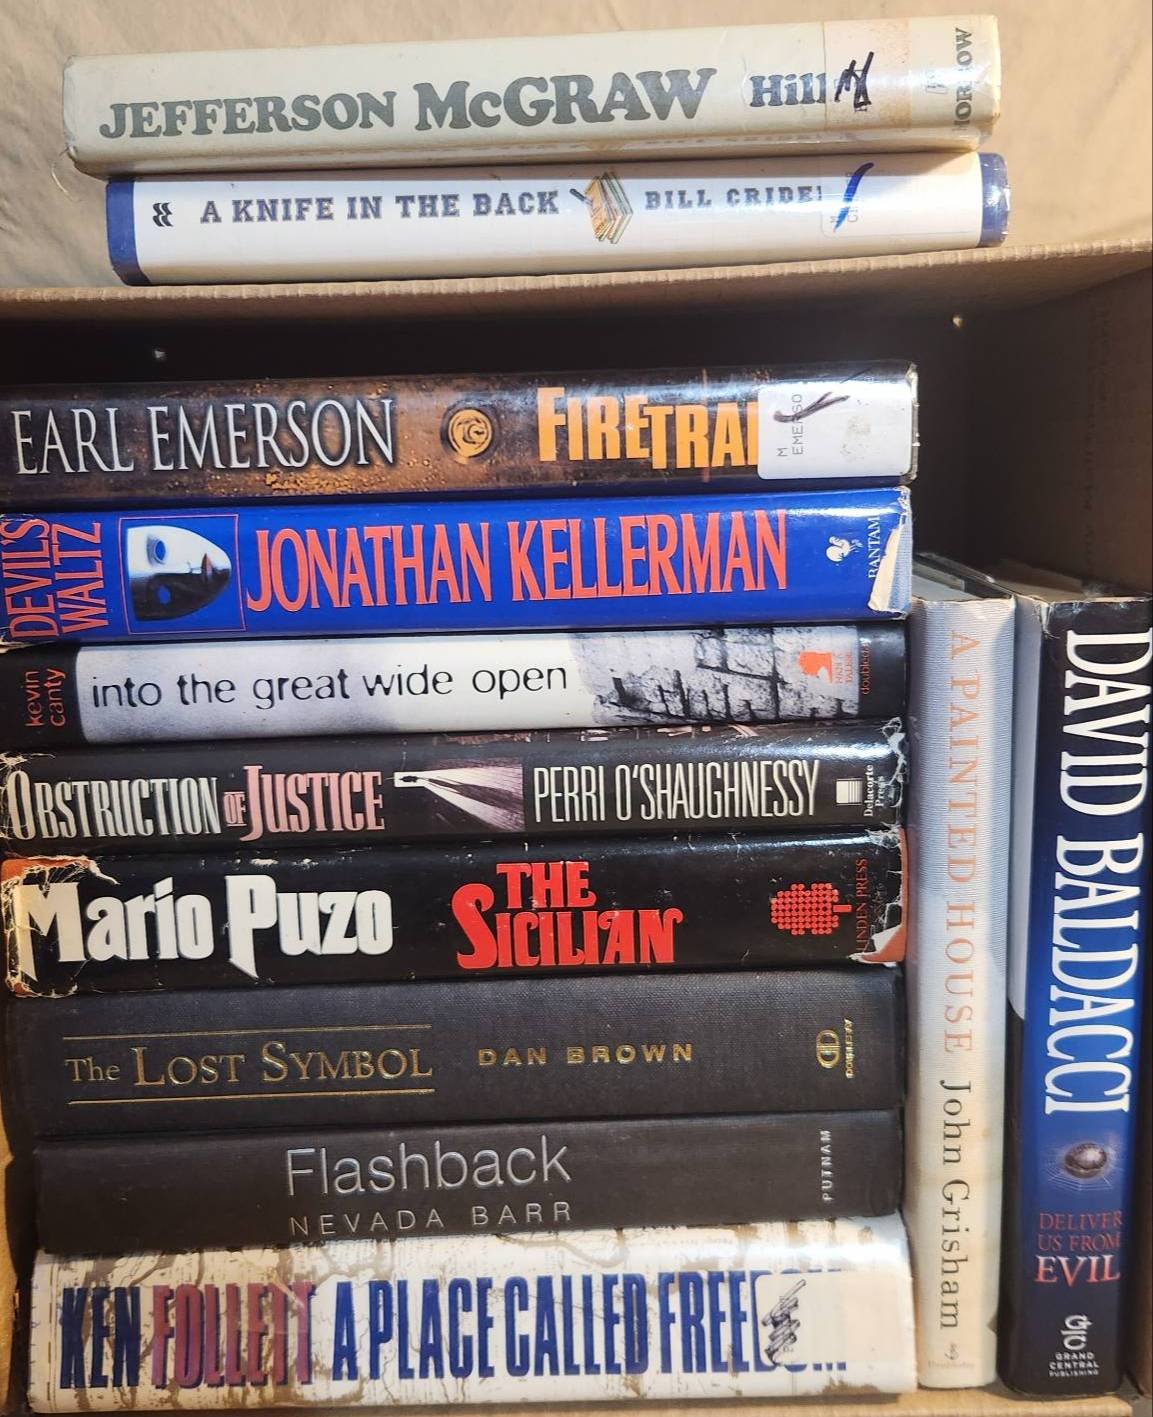 JEFFERSON McGRAW Hill
A KNIFE IN THE BACK BILL CRIDE
EARL EMERSON FIRETRA
M
EMERSO
DEVIL'S
WALTZ
JONATHAN KELLERMAN
BANTAM
kevin
canty
into the great wide open
OBSTRUCTION OF JUSTICE PERRI O'SHAUGHNESSY
Delacorte
Press
Mario Puzo THE
SICILIAN
LINDEN PRESS
The LOST SYMBOL DAN BROWN
Flashback
NEVADA BARR
PUTNAM
KEN FOLLETT A PLACE CALLED FREE
A PAINTED HOUSE John Grisham
DAVID BALDACCI
DELIVER
US FROM
EVIL
GRAND
CENTRAL
PUBLISHING